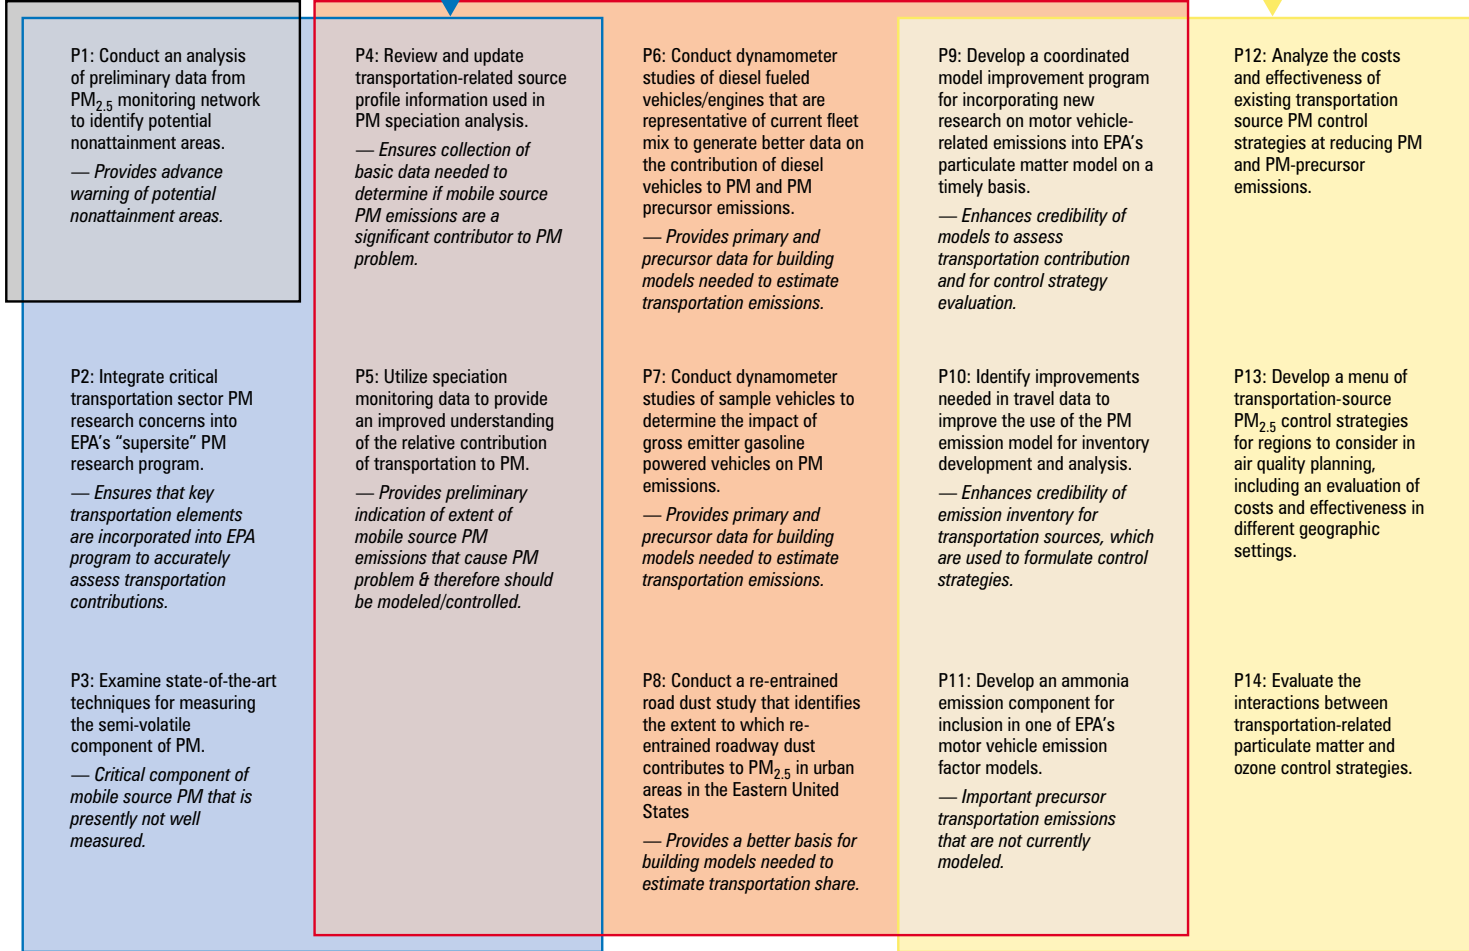 P1: Conduct an analysis
of preliminary data from
PM2.5 monitoring network
to identify potential
nonattainment areas.
— Provides advance
warning of potential
nonattainment areas.
P2: Integrate critical
transportation sector PM
research concerns into
EPA's “supersite” PM
research program.
— Ensures that key
transportation elements
are incorporated into EPA
program to accurately
assess transportation
contributions.
P3: Examine state-of-the-art
techniques for measuring
the semi-volatile
component of PM.
— Critical component of
mobile source PM that is
presently not well
measured.
P4: Review and update
transportation-related source
profile information used in
PM speciation analysis.
— Ensures collection of
basic data needed to
determine if mobile source
PM emissions are a
significant contributor to PM
problem.
P5: Utilize speciation
monitoring data to provide
an improved understanding
of the relative contribution
of transportation to PM.
— Provides preliminary
indication of extent of
mobile source PM
emissions that cause PM
problem & therefore should
be modeled/controlled.
P6: Conduct dynamometer
studies of diesel fueled
vehicles/engines that are
representative of current fleet
mix to generate better data on
the contribution of diesel
vehicles to PM and PM
precursor emissions.
— Provides primary and
precursor data for building
models needed to estimate
transportation emissions.
P7: Conduct dynamometer
studies of sample vehicles to
determine the impact of
gross emitter gasoline
powered vehicles on PM
emissions.
— Provides primary and
precursor data for building
models needed to estimate
transportation emissions.
P8: Conduct a re-entrained
road dust study that identifies
the extent to which re-
entrained roadway dust
contributes to PM2.5 in urban
areas in the Eastern United
States
— Provides a better basis for
building models needed to
estimate transportation share.
P9: Develop a coordinated
model improvement program
for incorporating new
research on motor vehicle-
related emissions into EPA's
particulate matter model on a
timely basis.
— Enhances credibility of
models to assess
transportation contribution
and for control strategy
evaluation.
P10: Identify improvements
needed in travel data to
improve the use of the PM
emission model for inventory
development and analysis.
— Enhances credibility of
emission inventory for
transportation sources, which
are used to formulate control
strategies.
P11: Develop an ammonia
emission component for
inclusion in one of EPA's
motor vehicle emission
factor models.
— Important precursor
transportation emissions
that are not currently
modeled.
P12: Analyze the costs
and effectiveness of
existing transportation
source PM control
strategies at reducing PM
and PM-precursor
emissions.
P13: Develop a menu of
transportation-source
PM2.5 control strategies
for regions to consider in
air quality planning,
including an evaluation of
costs and effectiveness in
different geographic
settings.
P14: Evaluate the
interactions between
transportation-related
particulate matter and
ozone control strategies.